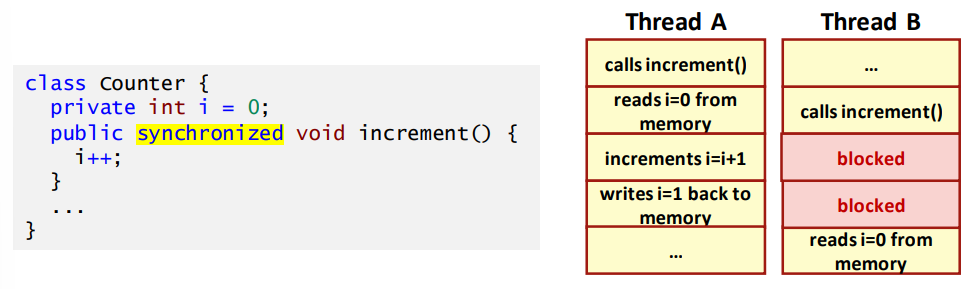 class Counter {
private int i = 0;
public synchronized void increment() {
i++;
}
...
}
Thread A
Thread B
calls increment()
...
reads i=0 from
memory
calls increment()
increments i=i+1
blocked
writes i=1 back to
memory
blocked
...
reads i=0 from
memory